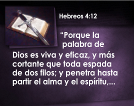 Hebreos 4:12
“Porque la
palabra de
Dios es viva y eficaz, y más
cortante que toda espada
de dos filos; y penetra hasta
partir el alma y el espíritu,...